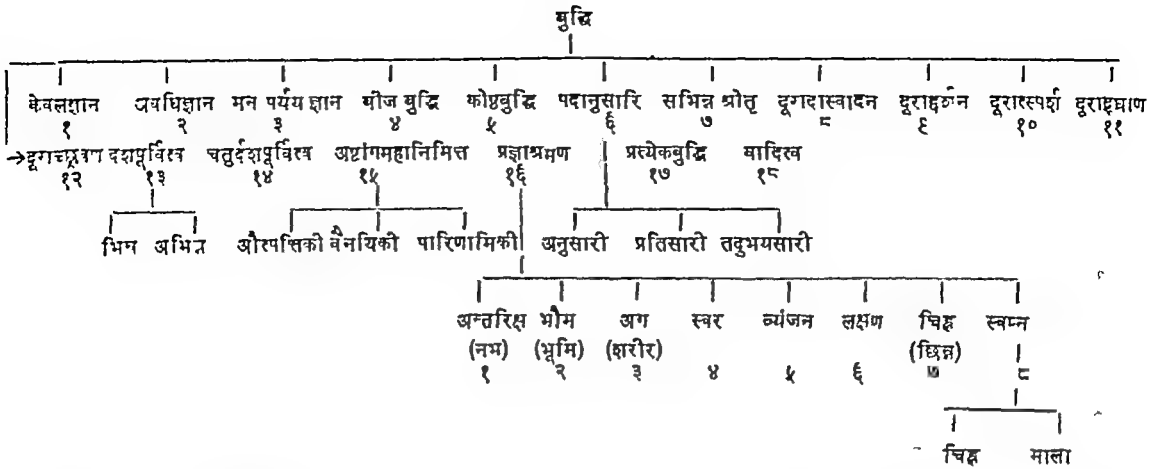 बुद्धि
केवलज्ञान अवधिज्ञान मन पर्यय ज्ञान बीज बुद्धि कोष्ठबुद्धि पदानुसारि सभिन्न श्रोतृ दूरादास्वादन दूराद्दर्शन दूरात्स्पर्श दूराद्घ्राण
१ २ ३ ४ ५ ६ ७ ८ ९ १० ११
→दूराच्छ्रवण दशपूर्वित्व चतुर्दशपूर्वित्व अष्टांगमहानिमित्त प्रज्ञाश्रमण प्रत्येकबुद्धि वादित्व
१२ १३ १४ १५ १६ १७ १८
भिन्न अभिन्न औत्पत्तिकी वैनयिकी पारिणामिकी अनुसारी प्रतिसारी तदुभयसारी
अन्तरिक्ष भौम अग स्वर व्यंजन लक्षण चिह्न स्वप्न
(नभ) (भूमि) (शरीर) (छिन्न)
१ २ ३ ४ ५ ६ ७ ८
चिह्न माला